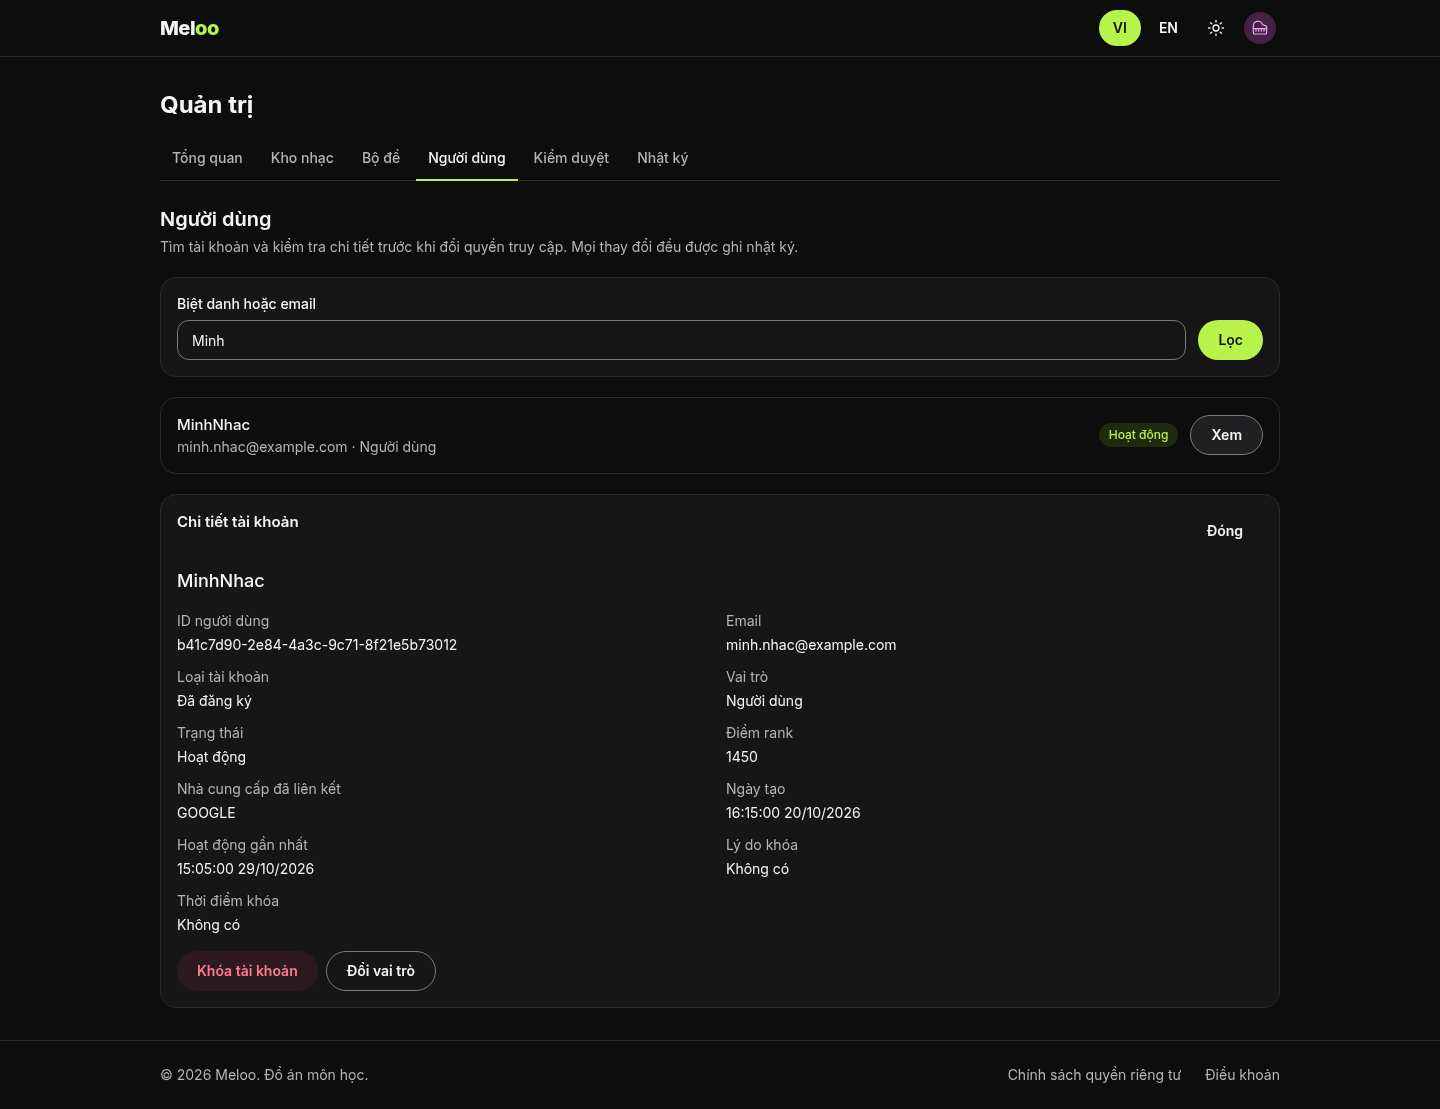 Meloo
VI
EN
Quản trị
Tổng quan
Kho nhạc
Bộ đề
Người dùng
Kiểm duyệt
Nhật ký
Người dùng
Tìm tài khoản và kiểm tra chi tiết trước khi đổi quyền truy cập. Mọi thay đổi đều được ghi nhật ký.
Biệt danh hoặc email
Minh
Lọc
MinhNhac
minh.nhac@example.com · Người dùng
Hoạt động
Xem
Chi tiết tài khoản
Đóng
MinhNhac
ID người dùng
b41c7d90-2e84-4a3c-9c71-8f21e5b73012
Email
minh.nhac@example.com
Loại tài khoản
Đã đăng ký
Vai trò
Người dùng
Trạng thái
Hoạt động
Điểm rank
1450
Nhà cung cấp đã liên kết
GOOGLE
Ngày tạo
16:15:00 20/10/2026
Hoạt động gần nhất
15:05:00 29/10/2026
Lý do khóa
Không có
Thời điểm khóa
Không có
Khóa tài khoản
Đổi vai trò
© 2026 Meloo. Đồ án môn học.
Chính sách quyền riêng tư
Điều khoản